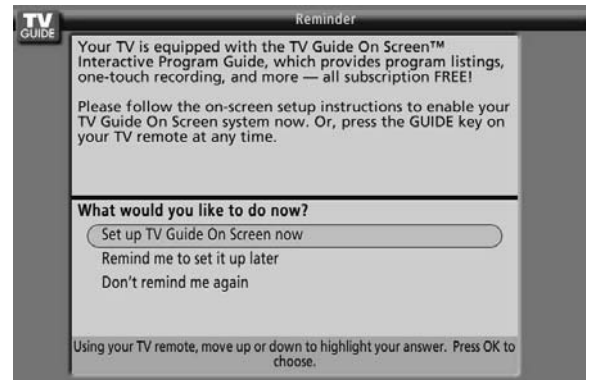 TV
GUIDE
Reminder
Your TV is equipped with the TV Guide On Screen™
Interactive Program Guide, which provides program listings,
one-touch recording, and more — all subscription FREE!
Please follow the on-screen setup instructions to enable your
TV Guide On Screen system now. Or, press the GUIDE key on
your TV remote at any time.
What would you like to do now?
Set up TV Guide On Screen now
Remind me to set it up later
Don't remind me again
Using your TV remote, move up or down to highlight your answer. Press OK to
choose.